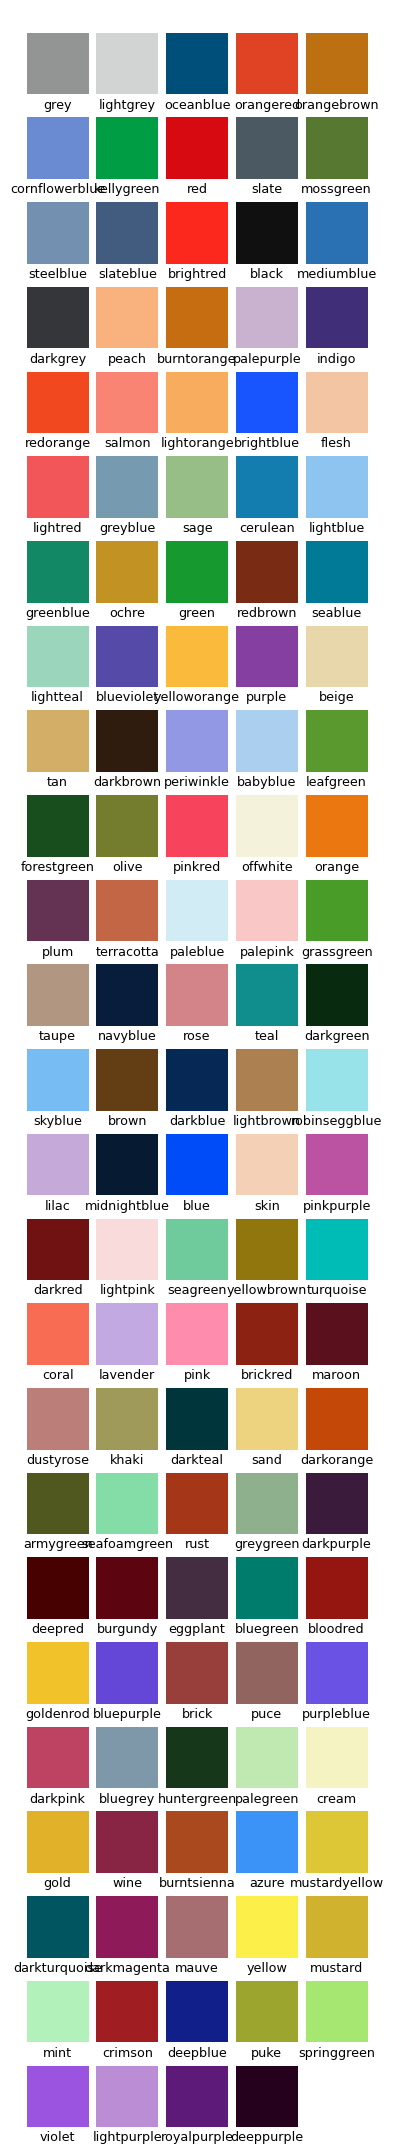 grey lightgrey oceanblue orangered orangebrown
cornflowerblue kellygreen red slate mossgreen
steelblue slateblue brightred black mediumblue
darkgrey peach burntorange palepurple indigo
redorange salmon lightorange brightblue flesh
lightred greyblue sage cerulean lightblue
greenblue ochre green redbrown seablue
lightteal blueviolet yelloworange purple beige
tan darkbrown periwinkle babyblue leafgreen
forestgreen olive pinkred offwhite orange
plum terracotta paleblue palepink grassgreen
taupe navyblue rose teal darkgreen
skyblue brown darkblue lightbrown robinseggblue
lilac midnightblue blue skin pinkpurple
darkred lightpink seagreen yellowbrown turquoise
coral lavender pink brickred maroon
dustyrose khaki darkteal sand darkorange
armygreen seafoamgreen rust greygreen darkpurple
deepred burgundy eggplant bluegreen bloodred
goldenrod bluepurple brick puce purpleblue
darkpink bluegrey huntergreen palegreen cream
gold wine burntsienna azure mustardyellow
darkturquoise darkmagenta mauve yellow mustard
mint crimson deepblue puke springgreen
violet lightpurple royalpurple deeppurple